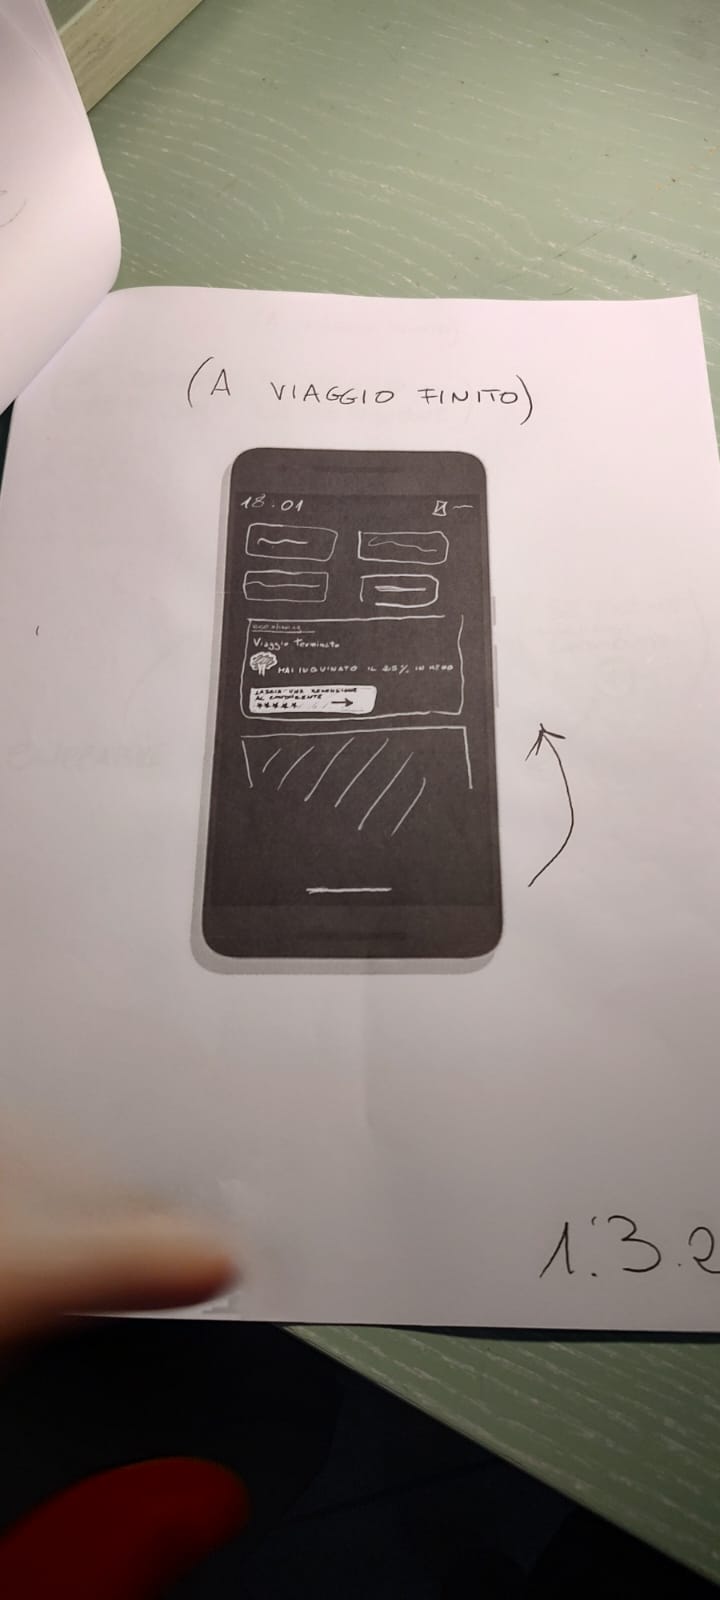 (A VIAGGIO FINITO)
18:01
Viaggio terminato
HAI INQUINATO IL 25% IN MENO
LASCIA UNA RECENSIONE
AL CONDUCENTE
★★★★★ →
1.3.2